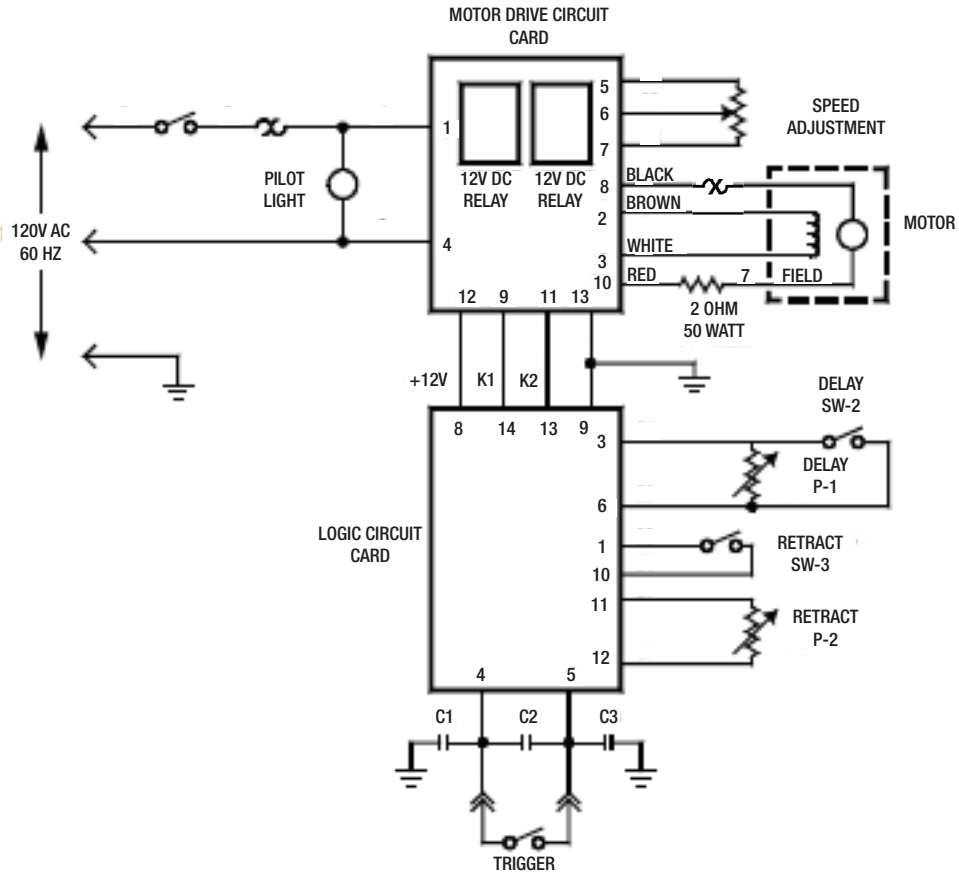 MOTOR DRIVE CIRCUIT
CARD
5
6
7
SPEED
ADJUSTMENT
1
12V DC
RELAY
12V DC
RELAY
PILOT
LIGHT
120V AC
60 HZ
4
8
BLACK
2
BROWN
3
WHITE
10
RED
7
FIELD
MOTOR
2 OHM
50 WATT
12
9
11
13
+12V
K1
K2
8
14
13
9
LOGIC CIRCUIT
CARD
3
6
DELAY
SW-2
DELAY
P-1
1
10
RETRACT
SW-3
11
12
RETRACT
P-2
4
5
C1
C2
C3
TRIGGER